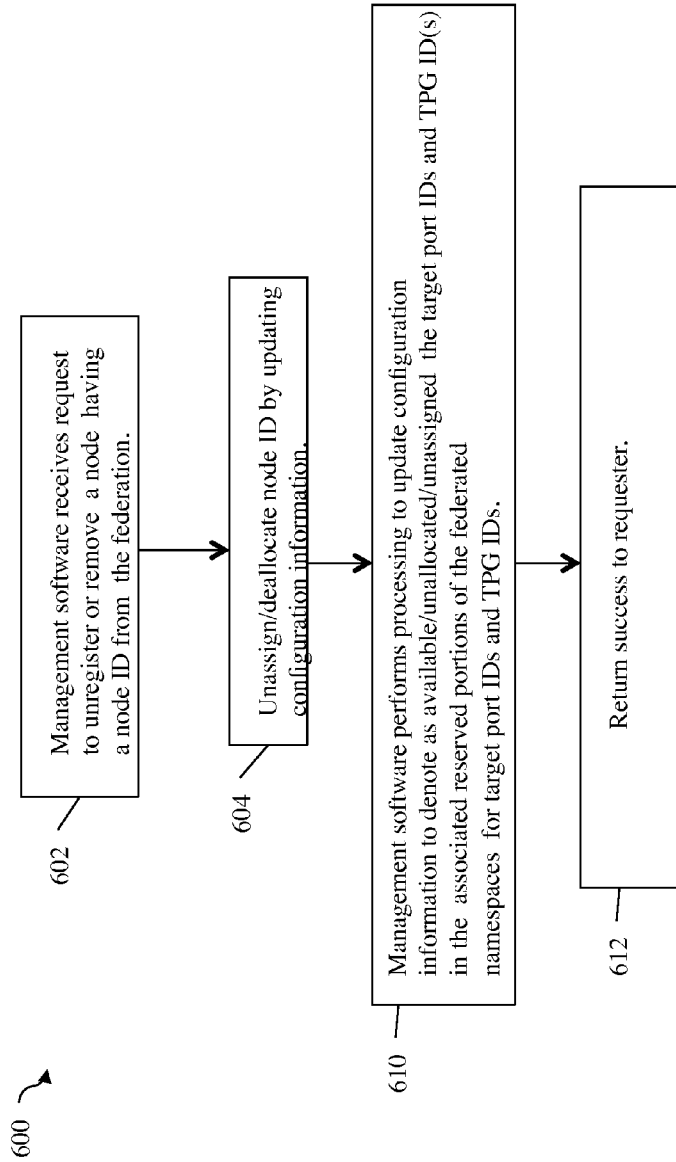 600
602
Management software receives request
to unregister or remove a node having
a node ID from the federation.
604
Unassign/deallocate node ID by updating
configuration information.
610
Management software performs processing to update configuration
information to denote as available/unallocated/unassigned the target port IDs and TPG ID(s)
in the associated reserved portions of the federated
namespaces for target port IDs and TPG IDs.
612
Return success to requester.